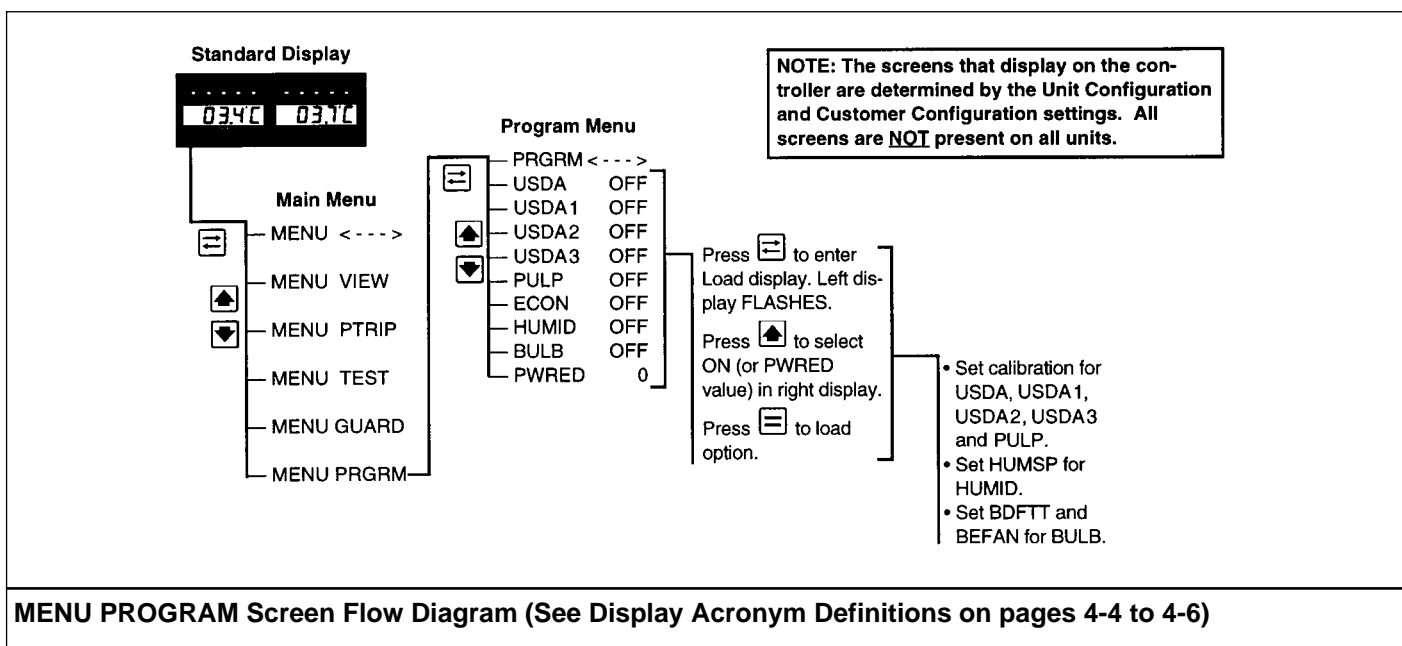 Standard Display
03.4°C 03.7°C
NOTE: The screens that display on the con-
troller are determined by the Unit Configuration
and Customer Configuration settings. All
screens are NOT present on all units.
Main Menu
MENU <--->
MENU VIEW
MENU PTRIP
MENU TEST
MENU GUARD
MENU PRGRM
Program Menu
PRGRM <--->
USDA OFF
USDA1 OFF
USDA2 OFF
USDA3 OFF
PULP OFF
ECON OFF
HUMID OFF
BULB OFF
PWRED 0
Press to enter
Load display. Left dis-
play FLASHES.
Press to select
ON (or PWRED
value) in right display.
Press to load
option.
• Set calibration for
USDA, USDA1,
USDA2, USDA3
and PULP.
• Set HUMSP for
HUMID.
• Set BDFTT and
BEFAN for BULB.
MENU PROGRAM Screen Flow Diagram (See Display Acronym Definitions on pages 4-4 to 4-6)